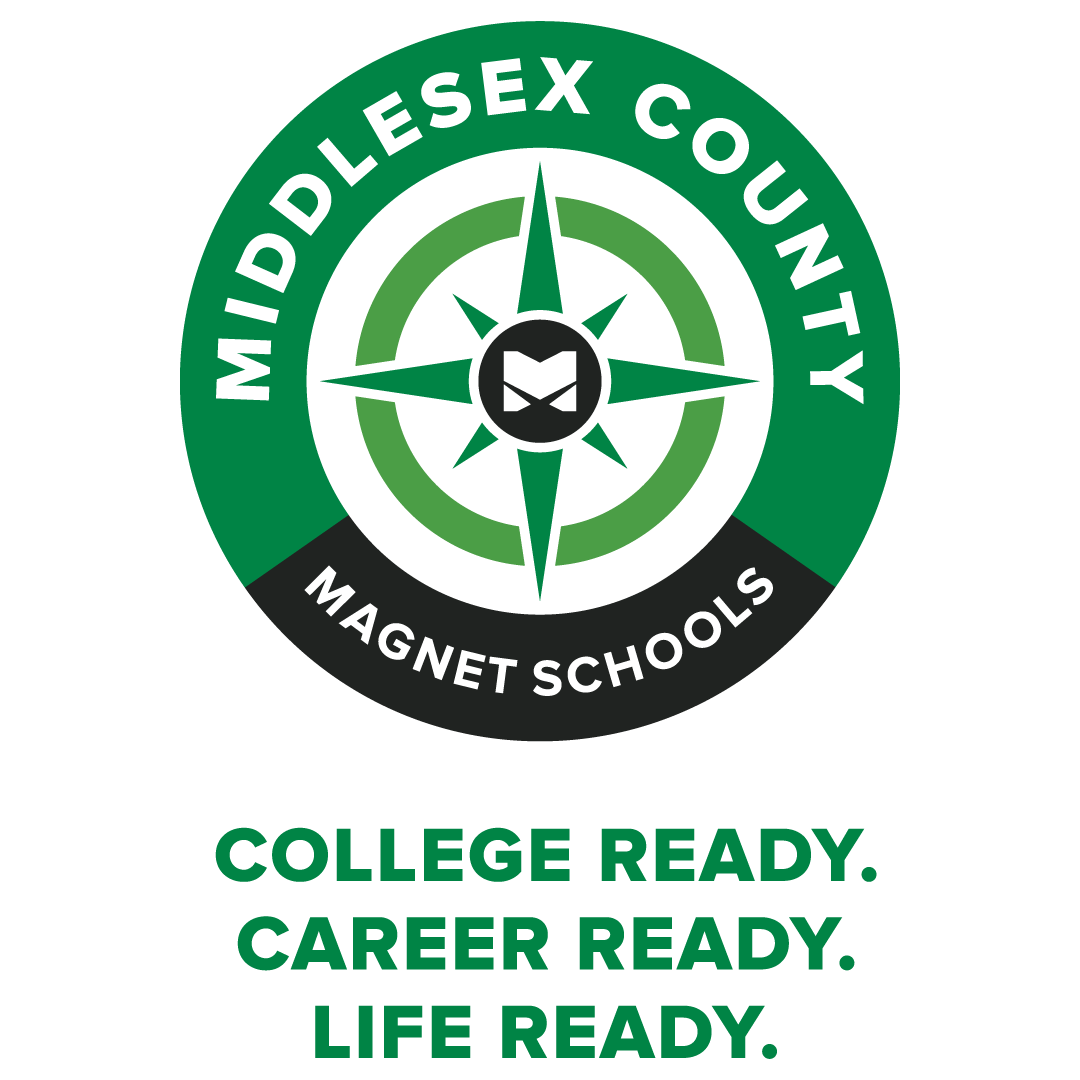 MIDDLESEX COUNTY
MAGNET SCHOOLS
COLLEGE READY.
CAREER READY.
LIFE READY.